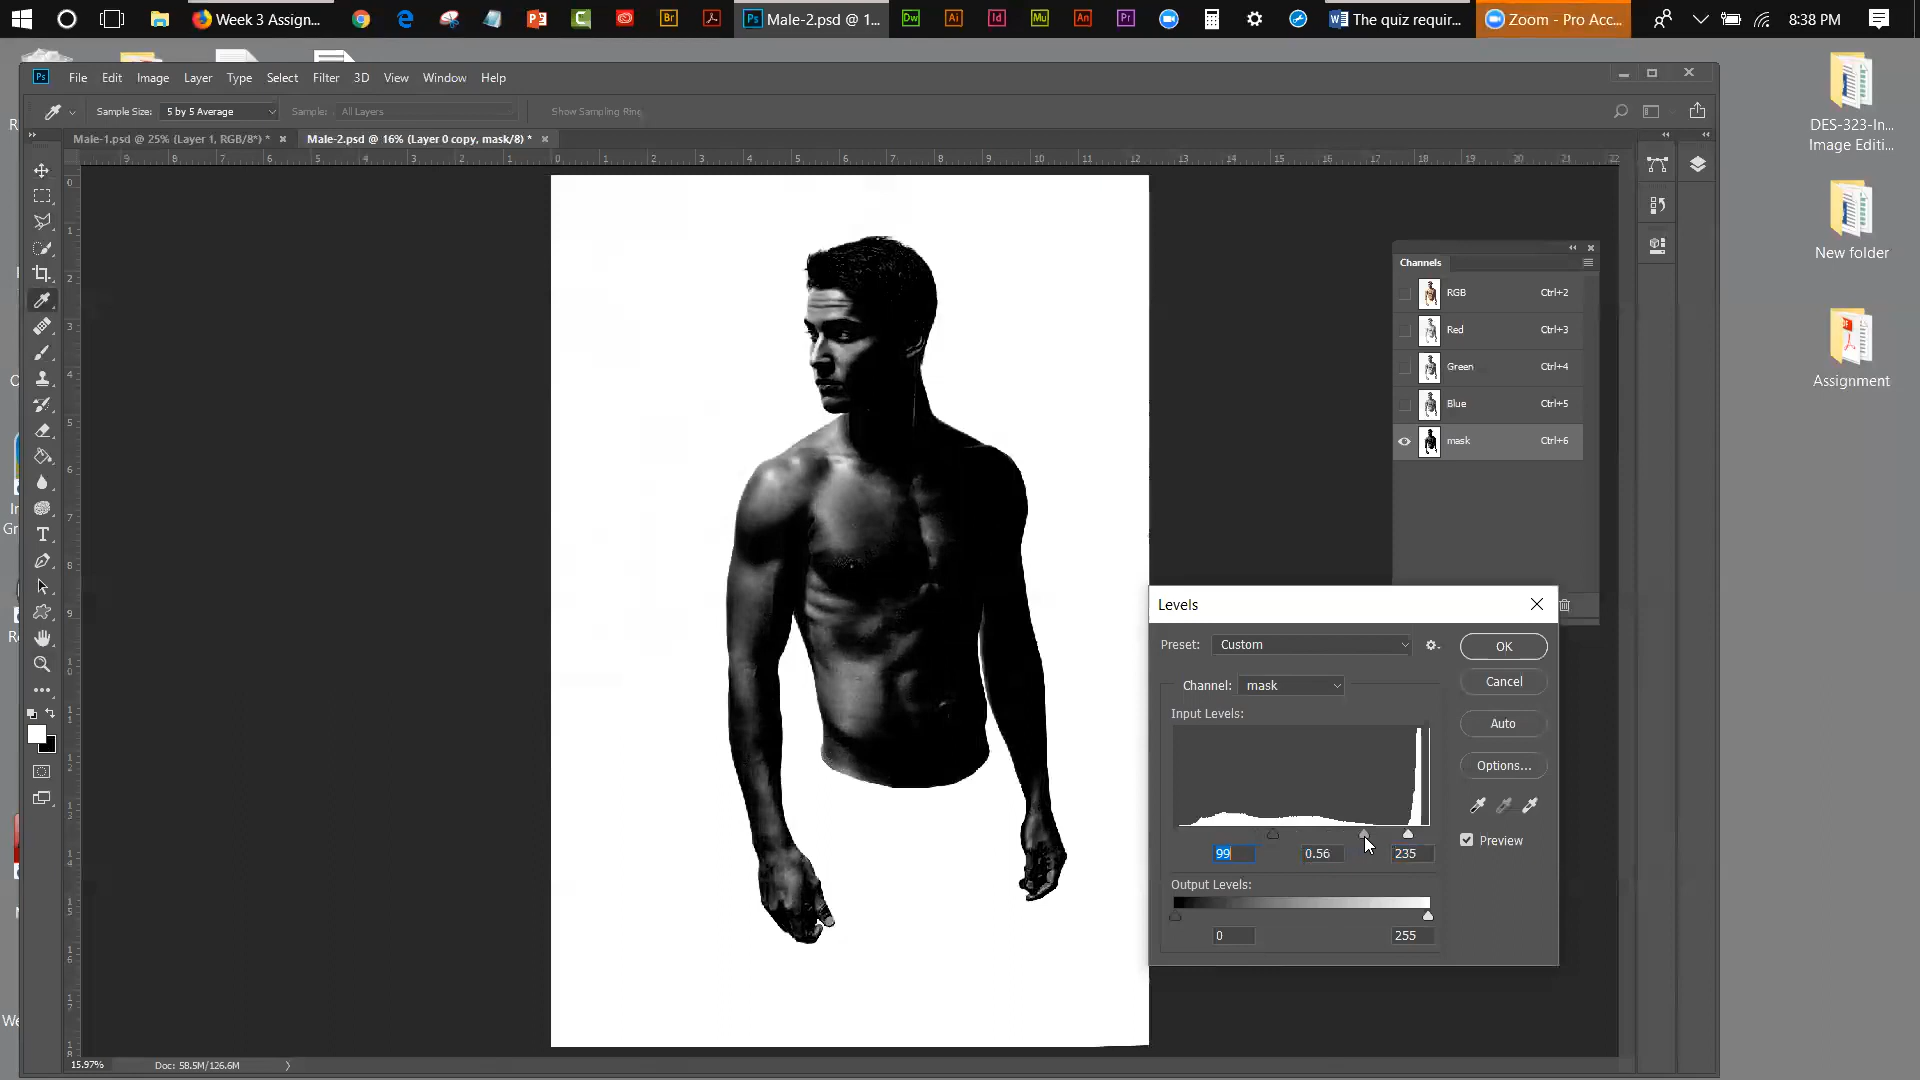 Week 3 Assign...
Male-2.psd @ 1...
The quiz requir...
Zoom - Pro Acc...
8:38 PM
File Edit Image Layer Type Select Filter 3D View Window Help
Sample Size: 5 by 5 Average Sample: All Layers Show Sampling Ring
Male-1.psd @ 25% (Layer 1, RGB/8*) *
Male-2.psd @ 16% (Layer 0 copy, mask/8) *
DES-323-In...
Image Editi...
New folder
Assignment
Channels
RGB Ctrl+2
Red Ctrl+3
Green Ctrl+4
Blue Ctrl+5
mask Ctrl+6
Levels
Preset: Custom
OK
Channel: mask
Cancel
Input Levels:
Auto
Options...
99 0.56 235
Preview
Output Levels:
0 255
15.97% Doc: 58.5M/126.6M